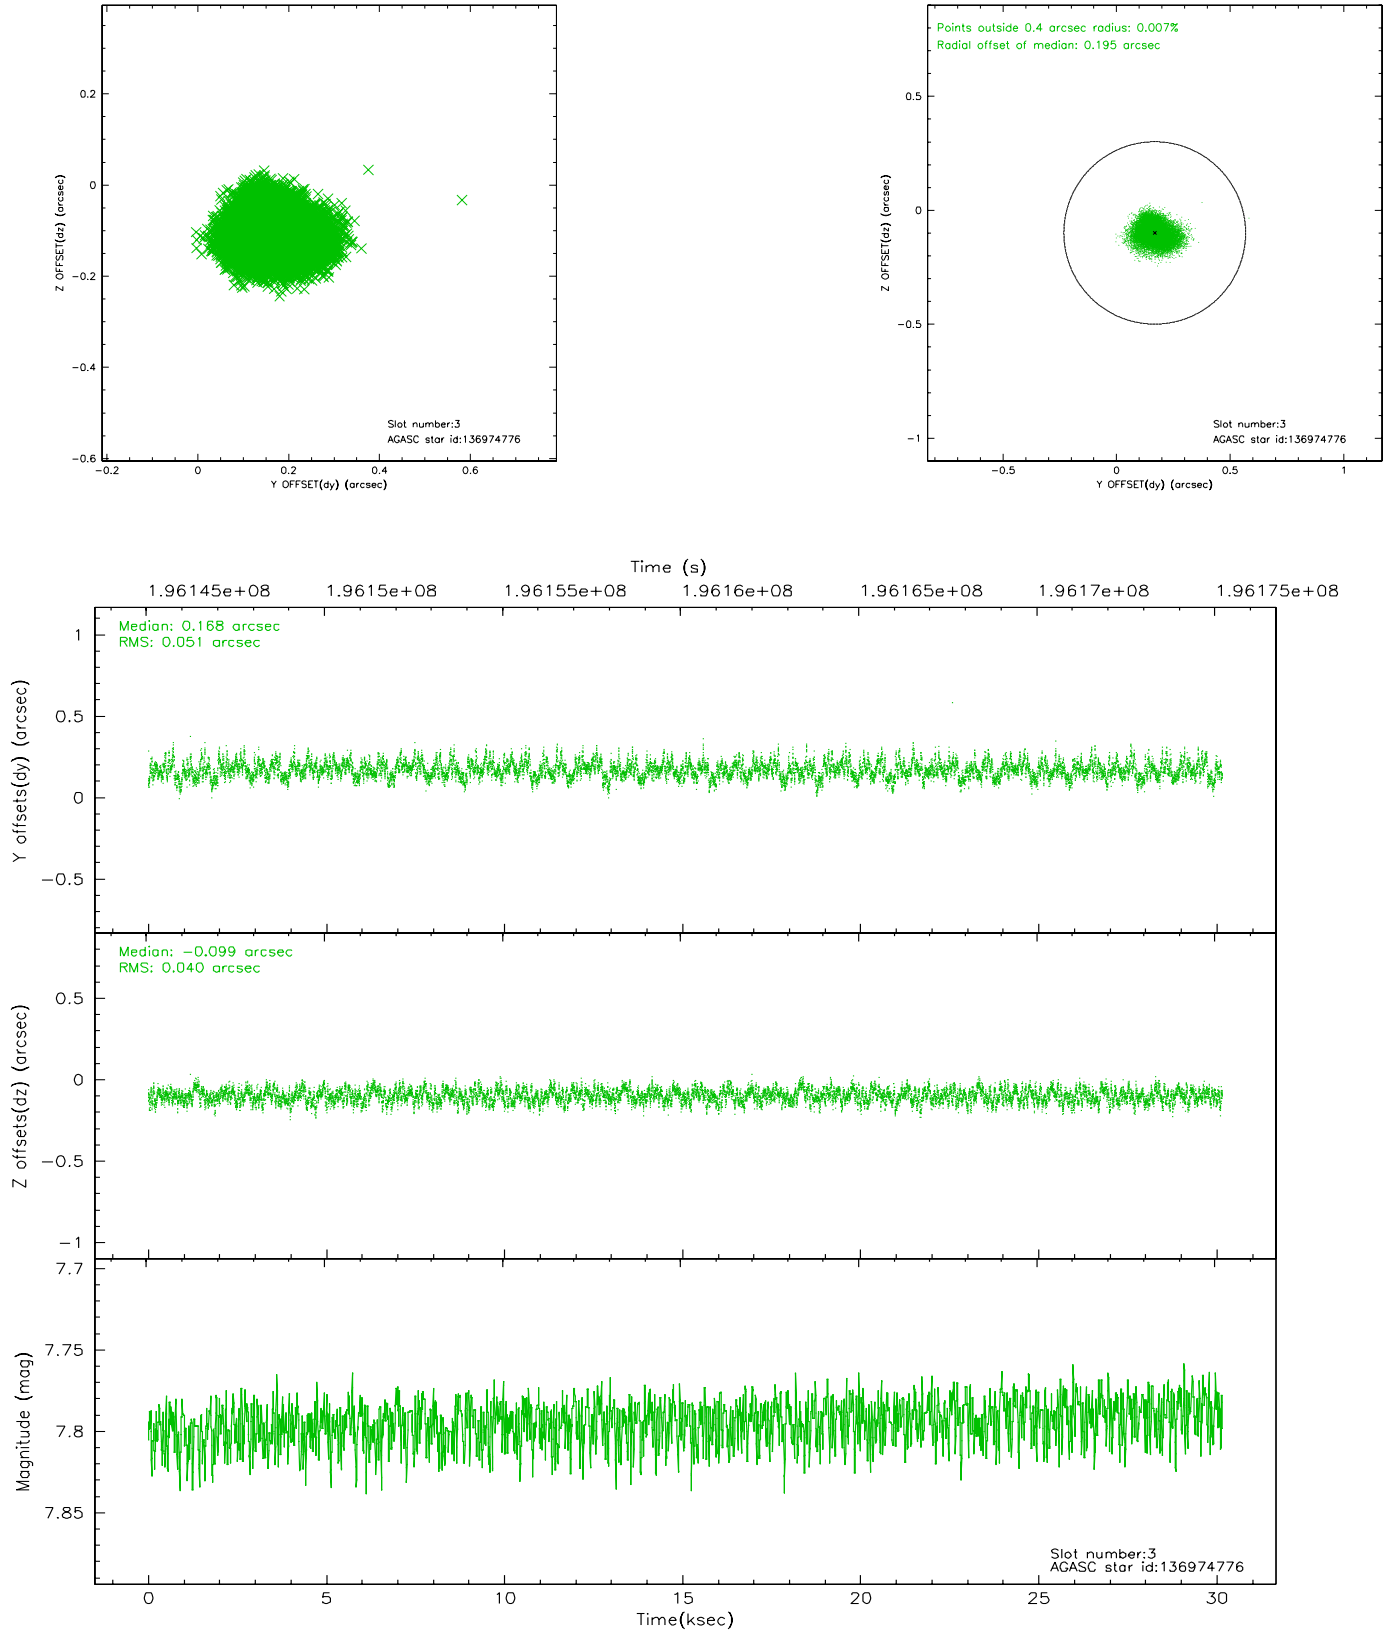 0.2
0
−0.2
−0.4
−0.6
Z OFFSET(dz) (arcsec)
Slot number:3
AGASC star id:136974776
−0.2 0 0.2 0.4 0.6
Y OFFSET(dy) (arcsec)
Points outside 0.4 arcsec radius: 0.007%
Radial offset of median: 0.195 arcsec
0.5
0
−0.5
−1
Z OFFSET(dz) (arcsec)
Slot number:3
AGASC star id:136974776
−0.5 0 0.5 1
Y OFFSET(dy) (arcsec)
Time (s)
1.96145e+08 1.9615e+08 1.96155e+08 1.9616e+08 1.96165e+08 1.9617e+08 1.96175e+08
Median: 0.168 arcsec
RMS: 0.051 arcsec
1
0.5
0
−0.5
Y offsets(dy) (arcsec)
Median: −0.099 arcsec
RMS: 0.040 arcsec
0.5
0
−0.5
−1
Z offsets(dz) (arcsec)
7.7
7.75
7.8
7.85
Magnitude (mag)
Slot number:3
AGASC star id:136974776
0 5 10 15 20 25 30
Time(ksec)